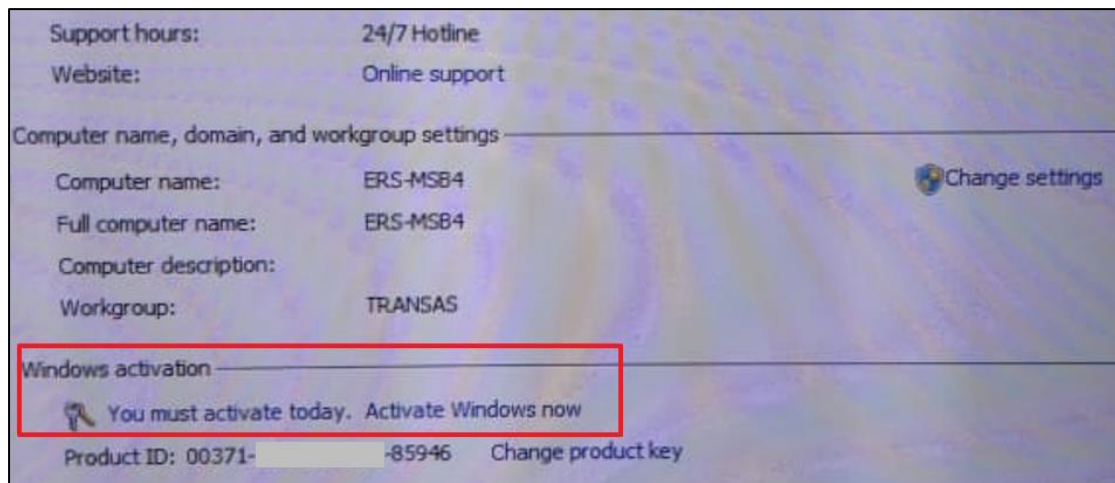 Support hours: 24/7 Hotline
Website: Online support
Computer name, domain, and workgroup settings
Computer name: ERS-MSB4 Change settings
Full computer name: ERS-MSB4
Computer description:
Workgroup: TRANSAS
Windows activation
You must activate today. Activate Windows now
Product ID: 00371- -85946 Change product key